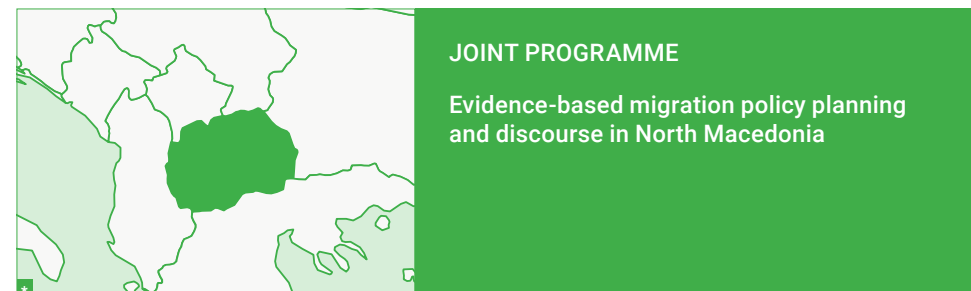 JOINT PROGRAMME
Evidence-based migration policy planning
and discourse in North Macedonia